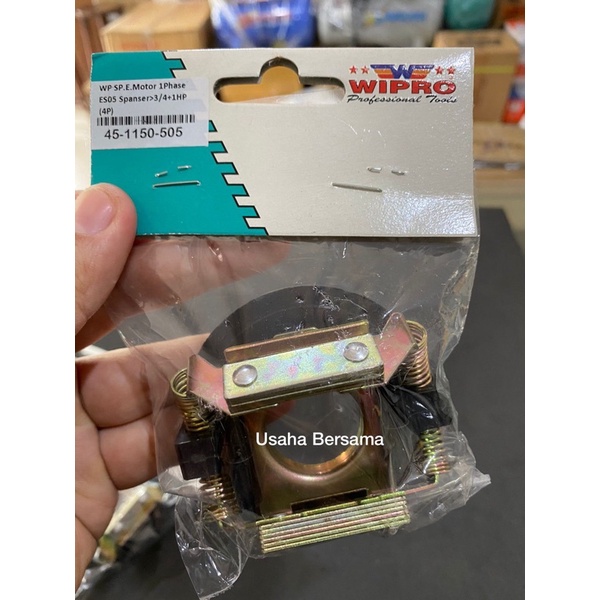 WP SP.E.Motor 1Phase
ES05 Spanser>3/4+1HP
(4P)
45-1150-505
WIPRO
Professional Tools
Usaha Bersama